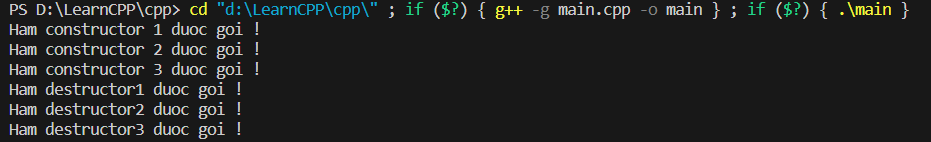 PS D:\LearnCPP\cpp> cd "d:\LearnCPP\cpp\" ; if ($?) { g++ -g main.cpp -o main } ; if ($?) { .\main }
Ham constructor 1 duoc goi !
Ham constructor 2 duoc goi !
Ham constructor 3 duoc goi !
Ham destructor1 duoc goi !
Ham destructor2 duoc goi !
Ham destructor3 duoc goi !